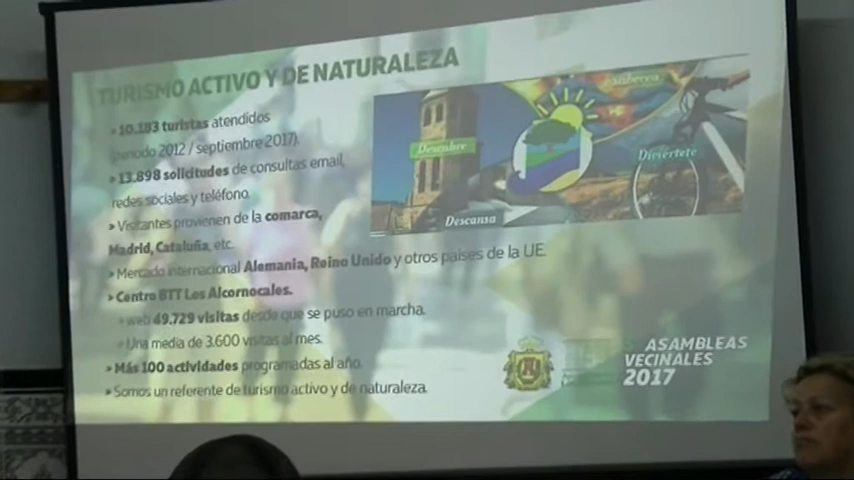 TURISMO ACTIVO Y DE NATURALEZA
» 10.183 turistas atendidos
(periodo 2012 / septiembre 2017).
» 13.898 solicitudes de consultas email,
redes sociales y teléfono.
» Visitantes provienen de la comarca,
Madrid, Cataluña, etc.
» Mercado internacional Alemania, Reino Unido y otros países de la UE.
» Centro BTT Los Alcornocales.
» web 49.729 visitas desde que se puso en marcha.
» Una media de 3.600 visitas al mes.
» Más 100 actividades programadas al año.
» Somos un referente de turismo activo y de naturaleza.
Descubre
Diviértete
Descansa
ASAMBLEAS
VECINALES
2017